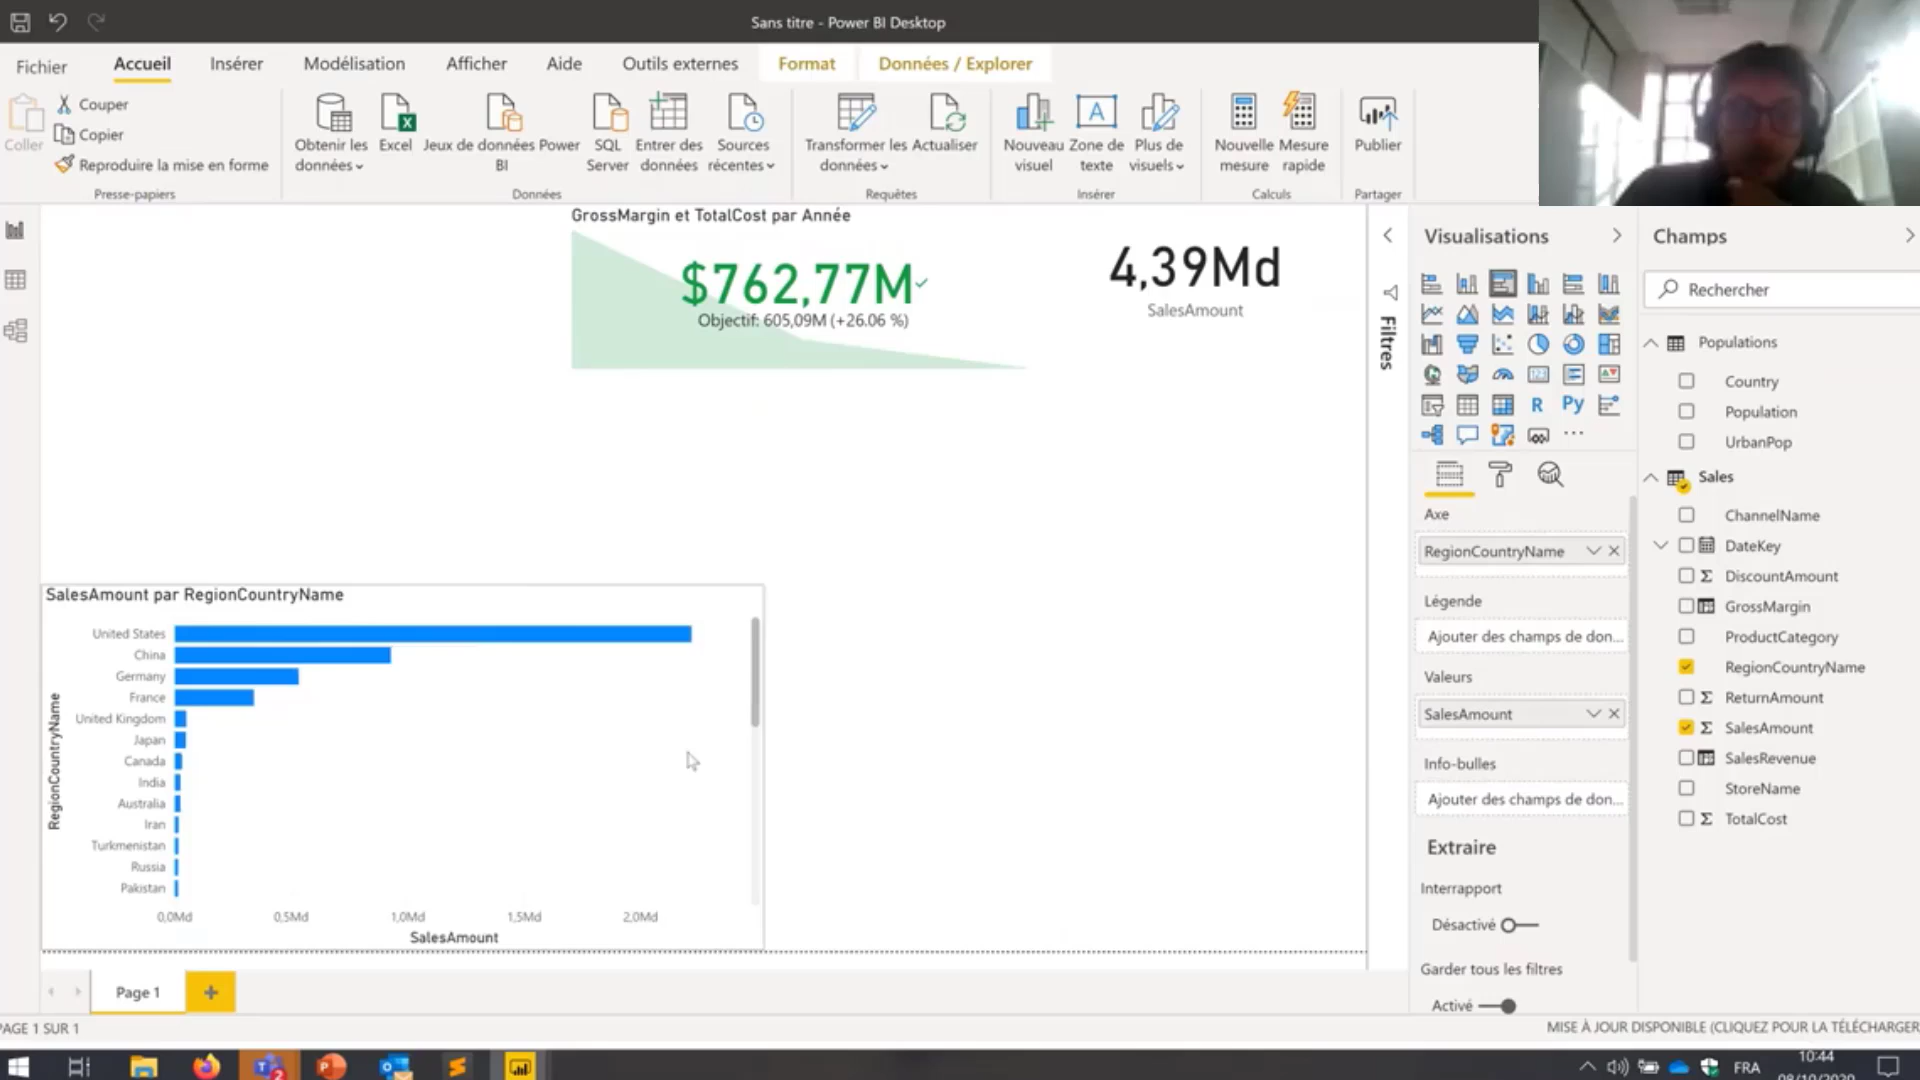 Sans titre - Power BI Desktop
Fichier
Accueil
Insérer
Modélisation
Afficher
Aide
Outils externes
Format
Données / Explorer
Coller
Couper
Copier
Reproduire la mise en forme
Presse-papiers
Obtenir les données
Excel
Jeux de données Power BI
SQL Server
Entrer des données
Sources récentes
Données
Transformer les données
Actualiser
Requêtes
Nouveau visuel
Zone de texte
Plus de visuels
Insérer
Nouvelle mesure
Mesure rapide
Calculs
Publier
Partager
GrossMargin et TotalCost par Année
$762,77M
Objectif: 605,09M (+26.06 %)
4,39Md
SalesAmount
SalesAmount par RegionCountryName
RegionCountryName
United States
China
Germany
France
United Kingdom
Japan
Canada
India
Australia
Iran
Turkmenistan
Russia
Pakistan
0,0Md
0,5Md
1,0Md
1,5Md
2,0Md
SalesAmount
Filtres
Visualisations
R
Py
Axe
RegionCountryName
Légende
Ajouter des champs de don...
Valeurs
SalesAmount
Info-bulles
Ajouter des champs de don...
Extraire
Interrapport
Désactivé
Garder tous les filtres
Activé
Champs
Rechercher
Populations
Country
Population
UrbanPop
Sales
ChannelName
DateKey
DiscountAmount
GrossMargin
ProductCategory
RegionCountryName
ReturnAmount
SalesAmount
SalesRevenue
StoreName
TotalCost
Page 1
PAGE 1 SUR 1
MISE À JOUR DISPONIBLE (CLIQUEZ POUR LA TÉLÉCHARGER
FRA
10:44
08/10/2020